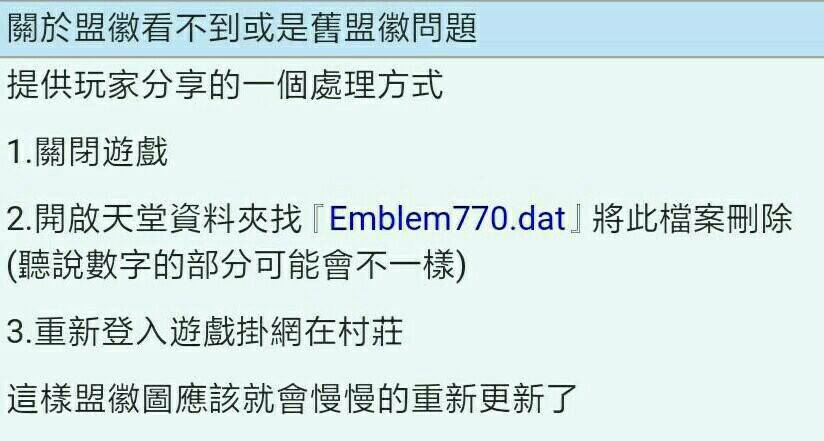 關於盟徽看不到或是舊盟徽問題
提供玩家分享的一個處理方式
1.關閉遊戲
2.開啟天堂資料夾找『Emblem770.dat』將此檔案刪除
(聽說數字的部分可能會不一樣)
3.重新登入遊戲掛網在村莊
這樣盟徽圖應該就會慢慢的重新更新了